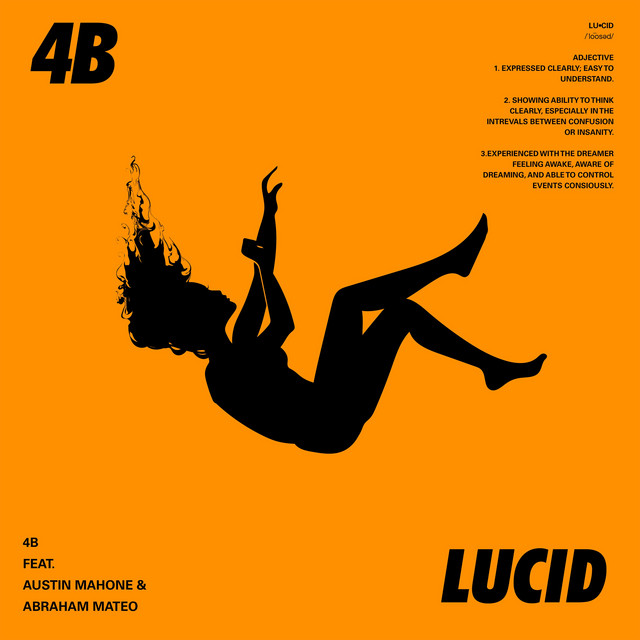 4B
LU•CID
/ˈlo͞osəd/
ADJECTIVE
1. EXPRESSED CLEARLY; EASY TO
UNDERSTAND.
2. SHOWING ABILITY TO THINK
CLEARLY, ESPECIALLY IN THE
INTREVALS BETWEEN CONFUSION
OR INSANITY.
3.EXPERIENCED WITH THE DREAMER
FEELING AWAKE, AWARE OF
DREAMING, AND ABLE TO CONTROL
EVENTS CONSIOUSLY.
4B
FEAT.
AUSTIN MAHONE &
ABRAHAM MATEO
LUCID